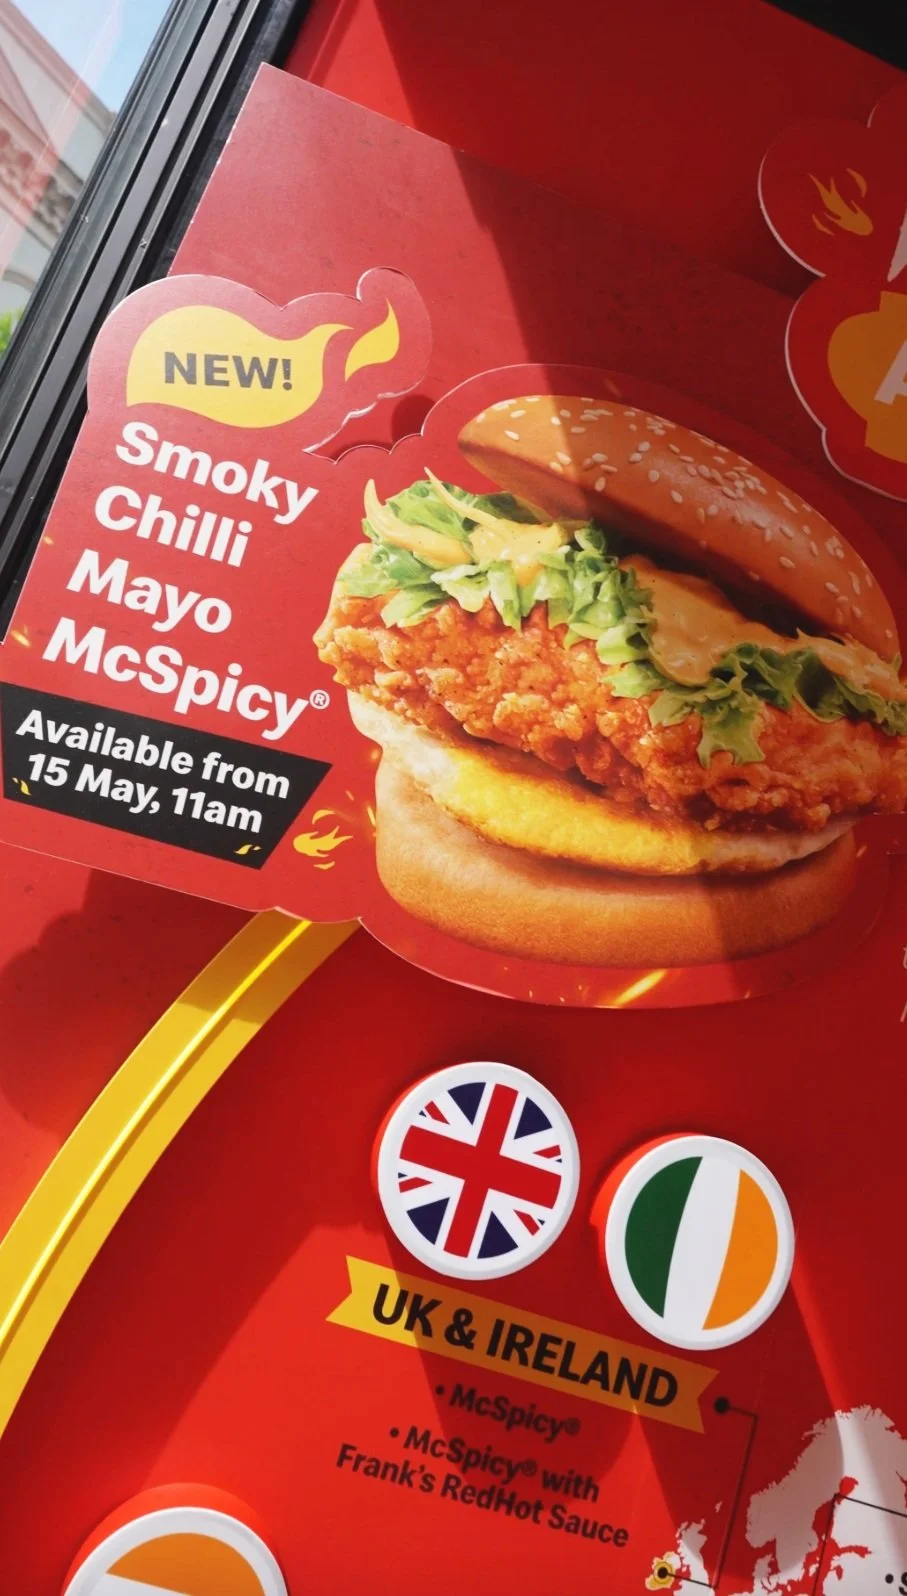 NEW!
Smoky
Chilli
Mayo
McSpicy®
Available from
15 May, 11am
UK & IRELAND
• McSpicy®
• McSpicy® with
Frank's RedHot Sauce